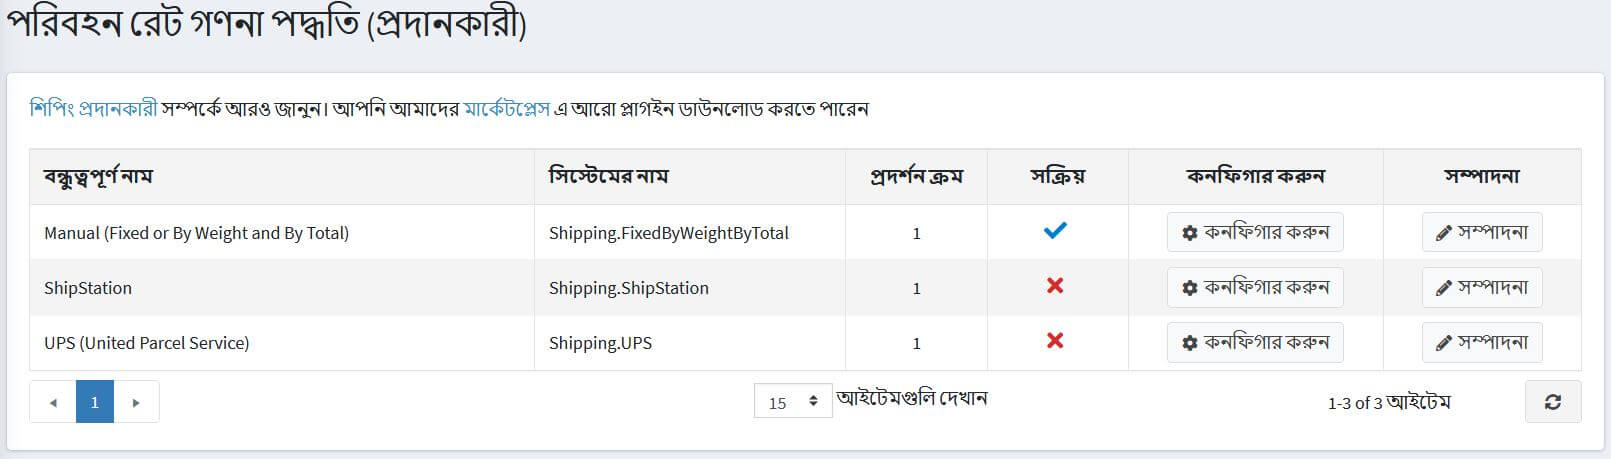 পরিবহন রেট গণনা পদ্ধতি (প্রদানকারী)
শিপিং প্রদানকারী সম্পর্কে আরও জানুন। আপনি আমাদের মার্কেটপ্লেস এ আরো প্লাগইন ডাউনলোড করতে পারেন
বন্ধুত্বপূর্ণ নাম সিস্টেমের নাম প্রদর্শন ক্রম সক্রিয় কনফিগার করুন সম্পাদনা
Manual (Fixed or By Weight and By Total) Shipping.FixedByWeightByTotal 1 কনফিগার করুন সম্পাদনা
ShipStation Shipping.ShipStation 1 কনফিগার করুন সম্পাদনা
UPS (United Parcel Service) Shipping.UPS 1 কনফিগার করুন সম্পাদনা
1 15 আইটেমগুলি দেখান 1-3 of 3 আইটেম